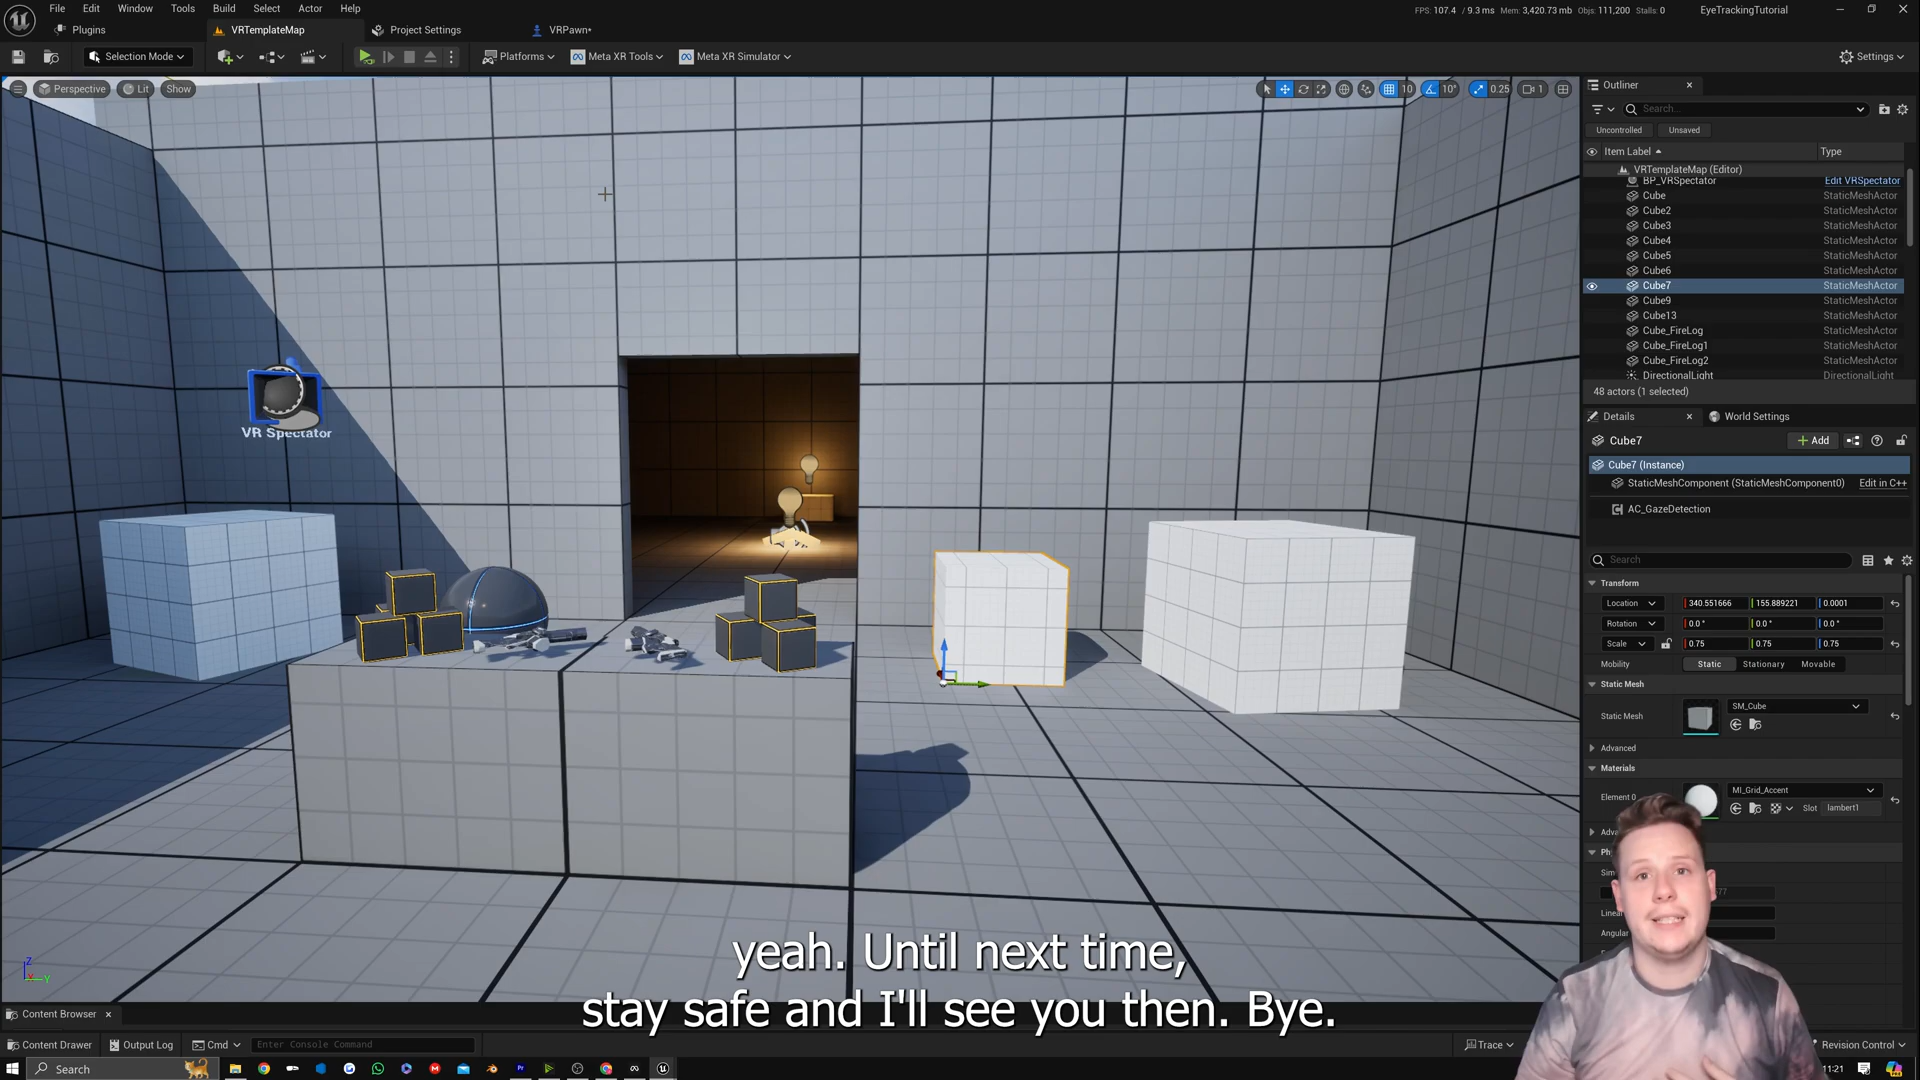 File Edit Window Tools Build Select Actor Help
FPS: 107.4 / 9.3 ms Mem: 3,420.73 mb Objs: 111,200 Stalls: 0
EyeTrackingTutorial
Plugins
VRTemplateMap
Project Settings
VRPawn*
Selection Mode
Platforms
Meta XR Tools
Meta XR Simulator
Settings
Perspective
Lit
Show
10
10°
0.25
1
Outliner
Search...
Uncontrolled
Unsaved
Item Label
Type
VRTemplateMap (Editor)
BP_VRSpectator Edit VRSpectator
Cube StaticMeshActor
Cube2 StaticMeshActor
Cube3 StaticMeshActor
Cube4 StaticMeshActor
Cube5 StaticMeshActor
Cube6 StaticMeshActor
Cube7 StaticMeshActor
Cube9 StaticMeshActor
Cube13 StaticMeshActor
Cube_FireLog StaticMeshActor
Cube_FireLog1 StaticMeshActor
Cube_FireLog2 StaticMeshActor
DirectionalLight DirectionalLight
48 actors (1 selected)
Details
World Settings
Cube7
Add
Cube7 (Instance)
StaticMeshComponent (StaticMeshComponent0) Edit in C++
AC_GazeDetection
Search
Transform
Location 340.551666 155.889221 0.0001
Rotation 0.0° 0.0° 0.0°
Scale 0.75 0.75 0.75
Mobility Static Stationary Movable
Static Mesh
Static Mesh SM_Cube
Advanced
Materials
Element 0 MI_Grid_Accent
Slot lambert1
VR Spectator
Z
X
Y
yeah. Until next time,
stay safe and I'll see you then. Bye.
Content Browser
Content Drawer
Output Log
Cmd
Enter Console Command
Trace
Revision Control
Search
11:21